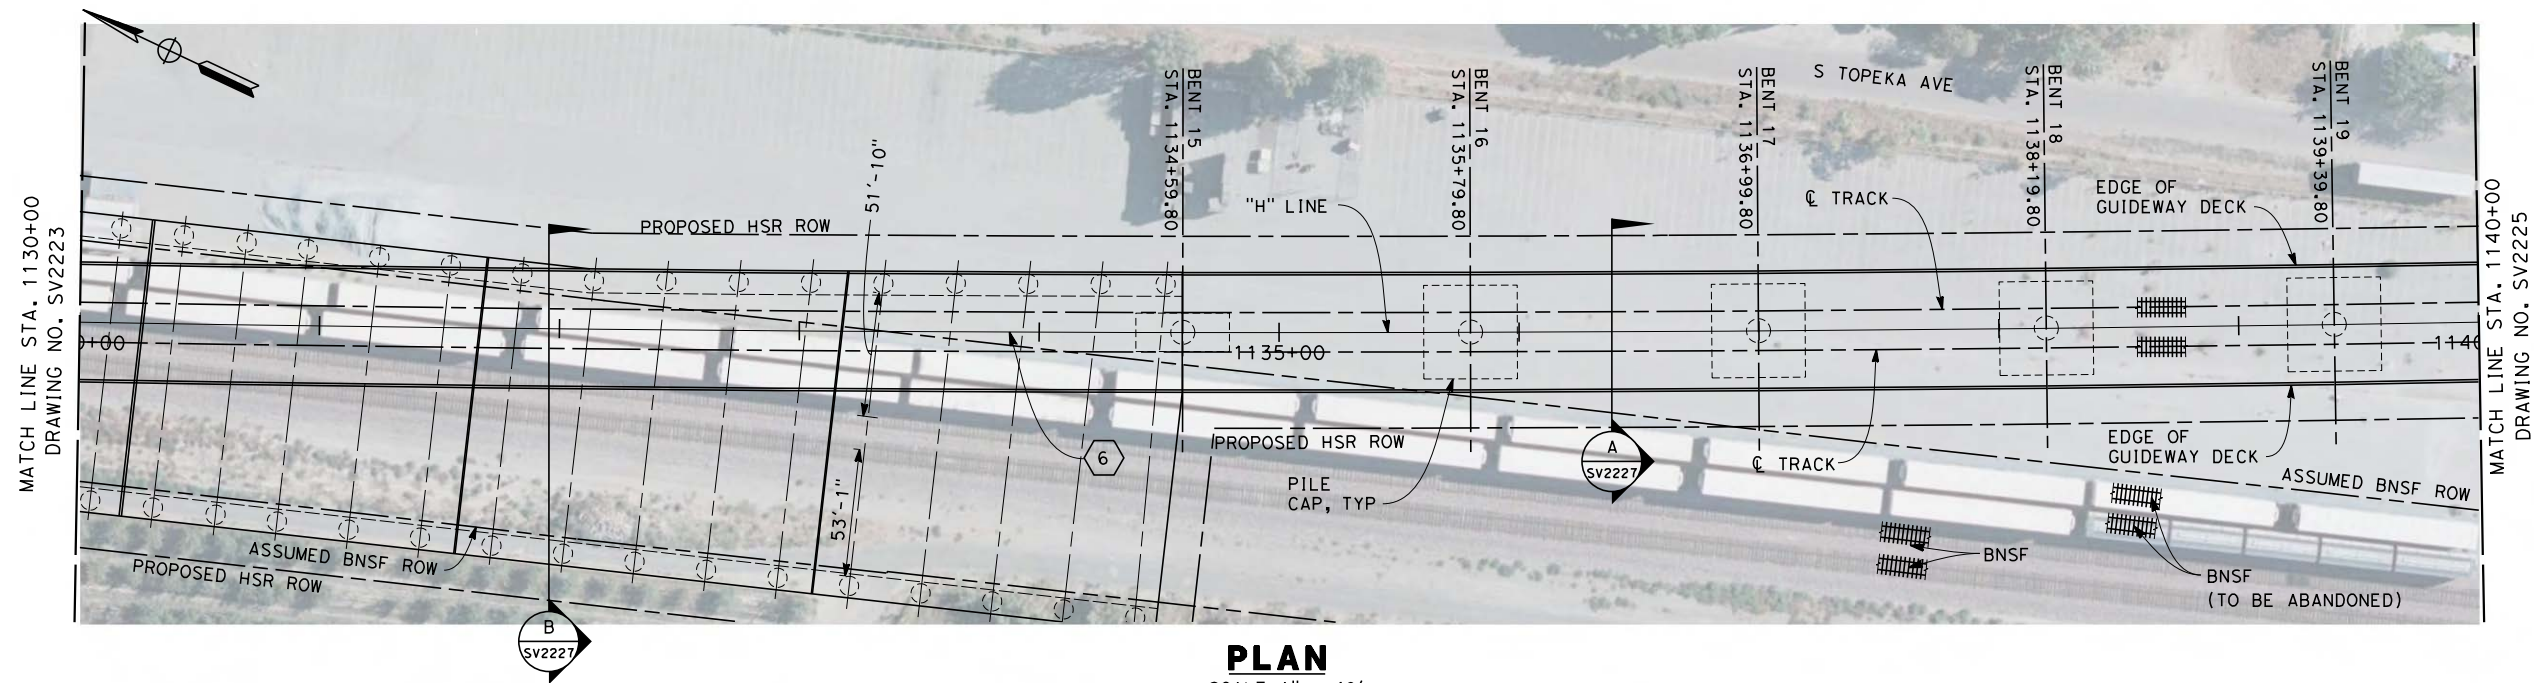 MATCH LINE STA. 1130+00
DRAWING NO. SV2223
BENT 15
STA. 1134+59.80
BENT 16
STA. 1135+79.80
BENT 17
STA. 1136+99.80
BENT 18
STA. 1138+19.80
BENT 19
STA. 1139+39.80
S TOPEKA AVE
51'-10"
PROPOSED HSR ROW
"H" LINE
℄ TRACK
EDGE OF
GUIDEWAY DECK
MATCH LINE STA. 1140+00
DRAWING NO. SV2225
0+00
1135+00
1140
6
PROPOSED HSR ROW
A
SV2227
℄ TRACK
EDGE OF
GUIDEWAY DECK
ASSUMED BNSF ROW
PILE
CAP, TYP
53'-1"
ASSUMED BNSF ROW
PROPOSED HSR ROW
BNSF
BNSF
(TO BE ABANDONED)
B
SV2227
PLAN